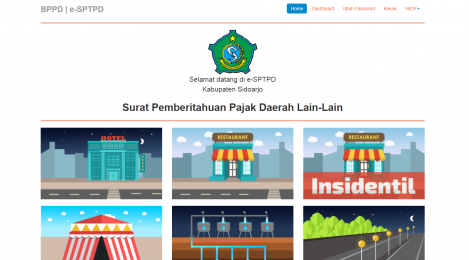 BPPD | e-SPTPD
Home Dashboard Ubah Password Keluar NIOP
Selamat datang di e-SPTPD
Kabupaten Sidoarjo
Surat Pemberitahuan Pajak Daerah Lain-Lain
HOTEL
RESTAURANT
RESTAURANT
Insidentil